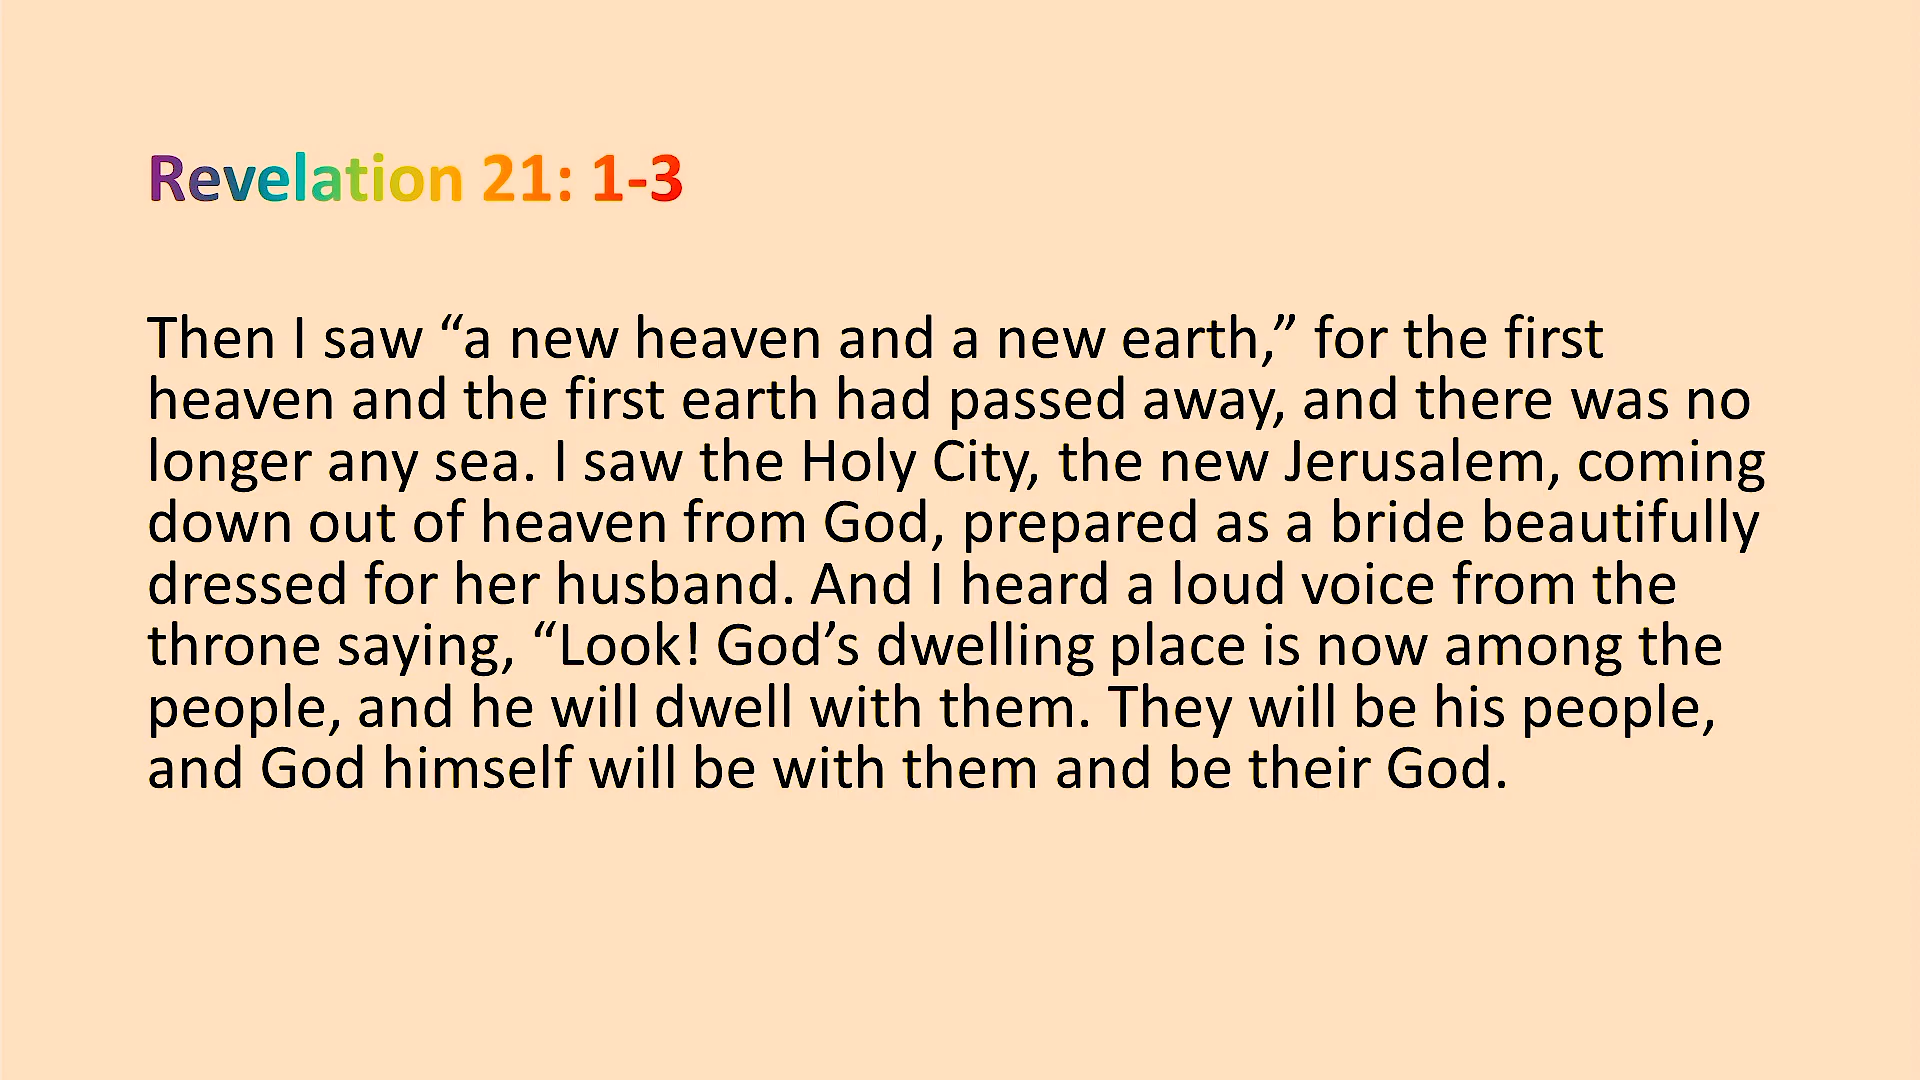 Revelation 21: 1-3
Then I saw “a new heaven and a new earth,” for the first
heaven and the first earth had passed away, and there was no
longer any sea. I saw the Holy City, the new Jerusalem, coming
down out of heaven from God, prepared as a bride beautifully
dressed for her husband. And I heard a loud voice from the
throne saying, “Look! God’s dwelling place is now among the
people, and he will dwell with them. They will be his people,
and God himself will be with them and be their God.